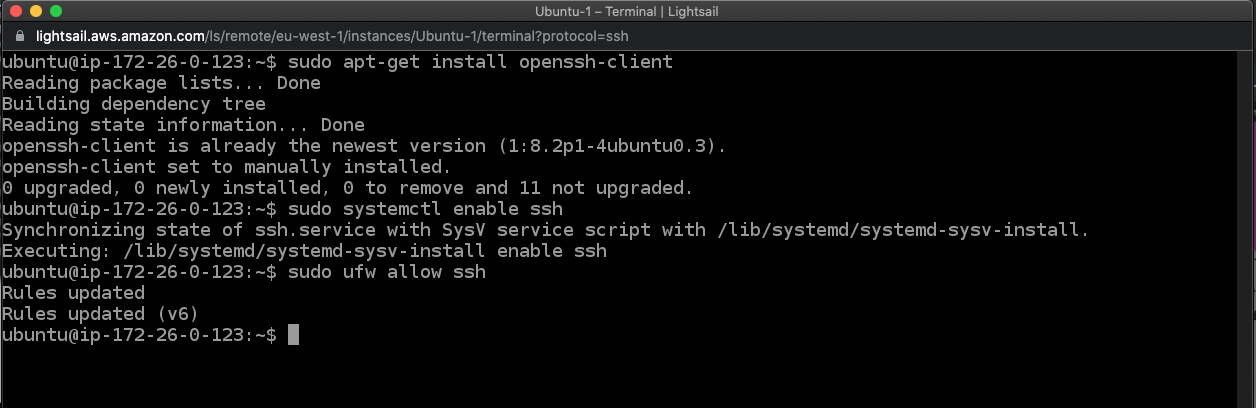 Ubuntu-1 – Terminal | Lightsail
lightsail.aws.amazon.com/ls/remote/eu-west-1/instances/Ubuntu-1/terminal?protocol=ssh
ubuntu@ip-172-26-0-123:~$ sudo apt-get install openssh-client
Reading package lists... Done
Building dependency tree
Reading state information... Done
openssh-client is already the newest version (1:8.2p1-4ubuntu0.3).
openssh-client set to manually installed.
0 upgraded, 0 newly installed, 0 to remove and 11 not upgraded.
ubuntu@ip-172-26-0-123:~$ sudo systemctl enable ssh
Synchronizing state of ssh.service with SysV service script with /lib/systemd/systemd-sysv-install.
Executing: /lib/systemd/systemd-sysv-install enable ssh
ubuntu@ip-172-26-0-123:~$ sudo ufw allow ssh
Rules updated
Rules updated (v6)
ubuntu@ip-172-26-0-123:~$